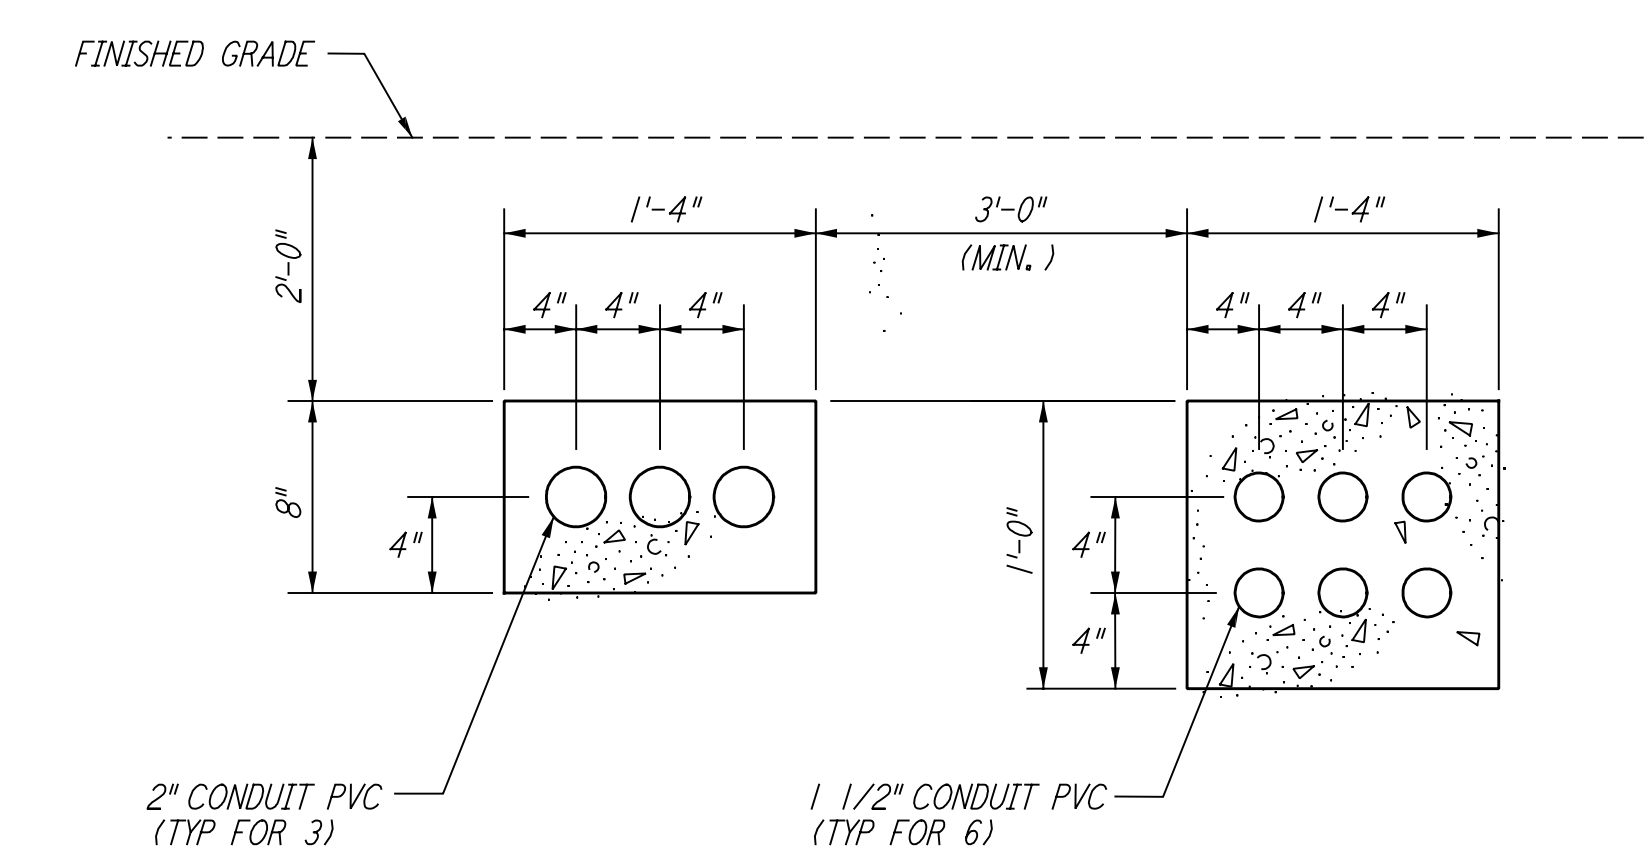 FINISHED GRADE
1'-4"
3'-0"
1'-4"
(MIN.)
2'-0"
4" 4" 4"
4" 4" 4"
8"
4"
1'-0"
4"
4"
2" CONDUIT PVC
(TYP FOR 3)
1 1/2" CONDUIT PVC
(TYP FOR 6)